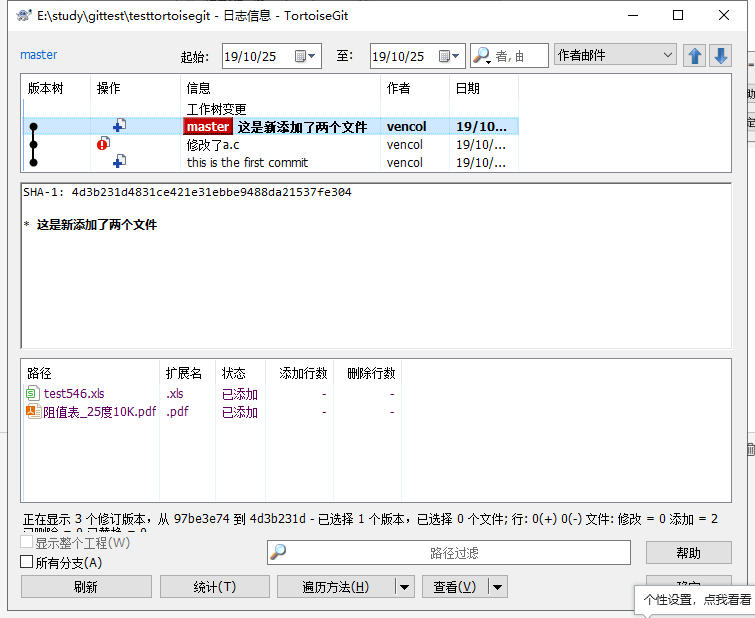 E:\study\gittest\testtortoisegit - 日志信息 - TortoiseGit
master 起始: 19/10/25 至: 19/10/25 者, 由 作者邮件
版本树 操作 信息 作者 日期
工作树变更
master 这是新添加了两个文件 vencol 19/10...
修改了a.c vencol 19/10/...
this is the first commit vencol 19/10/...
SHA-1: 4d3b231d4831ce421e31ebbe9488da21537fe304
* 这是新添加了两个文件
路径 扩展名 状态 添加行数 删除行数
test546.xls .xls 已添加 - -
阻值表_25度10K.pdf .pdf 已添加 - -
正在显示 3 个修订版本，从 97be3e74 到 4d3b231d - 已选择 1 个版本，已选择 0 个文件; 行: 0(+) 0(-) 文件: 修改 = 0 添加 = 2
已删除 = 0 已替换 = 0
显示整个工程(W)
路径过滤 帮助
所有分支(A)
刷新 统计(T) 遍历方法(H) 查看(V) 确定
个性设置，点我看看